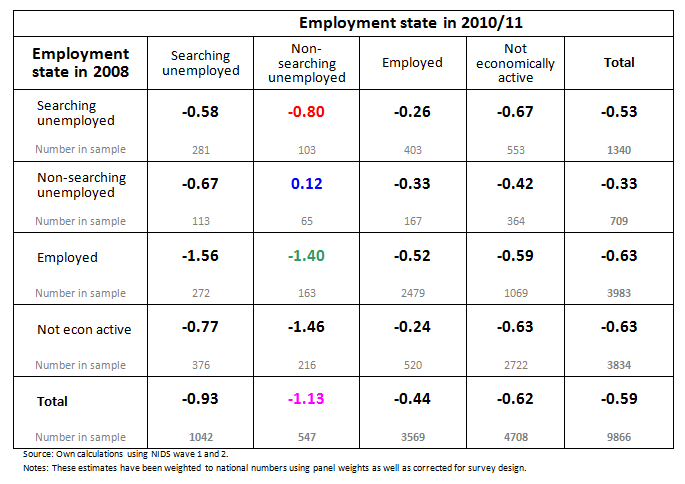 Employment state in 2010/11
Employment
state in 2008
Searching
unemployed
Non-
searching
unemployed
Employed
Not
economically
active
Total
Searching
unemployed
-0.58 -0.80 -0.26 -0.67 -0.53
Number in sample 281 103 403 553 1340
Non-searching
unemployed
-0.67 0.12 -0.33 -0.42 -0.33
Number in sample 113 65 167 364 709
Employed -1.56 -1.40 -0.52 -0.59 -0.63
Number in sample 272 163 2479 1069 3983
Not econ active -0.77 -1.46 -0.24 -0.63 -0.63
Number in sample 376 216 520 2722 3834
Total -0.93 -1.13 -0.44 -0.62 -0.59
Number in sample 1042 547 3569 4708 9866
Source: Own calculations using NIDS wave 1 and 2.
Notes: These estimates have been weighted to national numbers using panel weights as well as corrected for survey design.